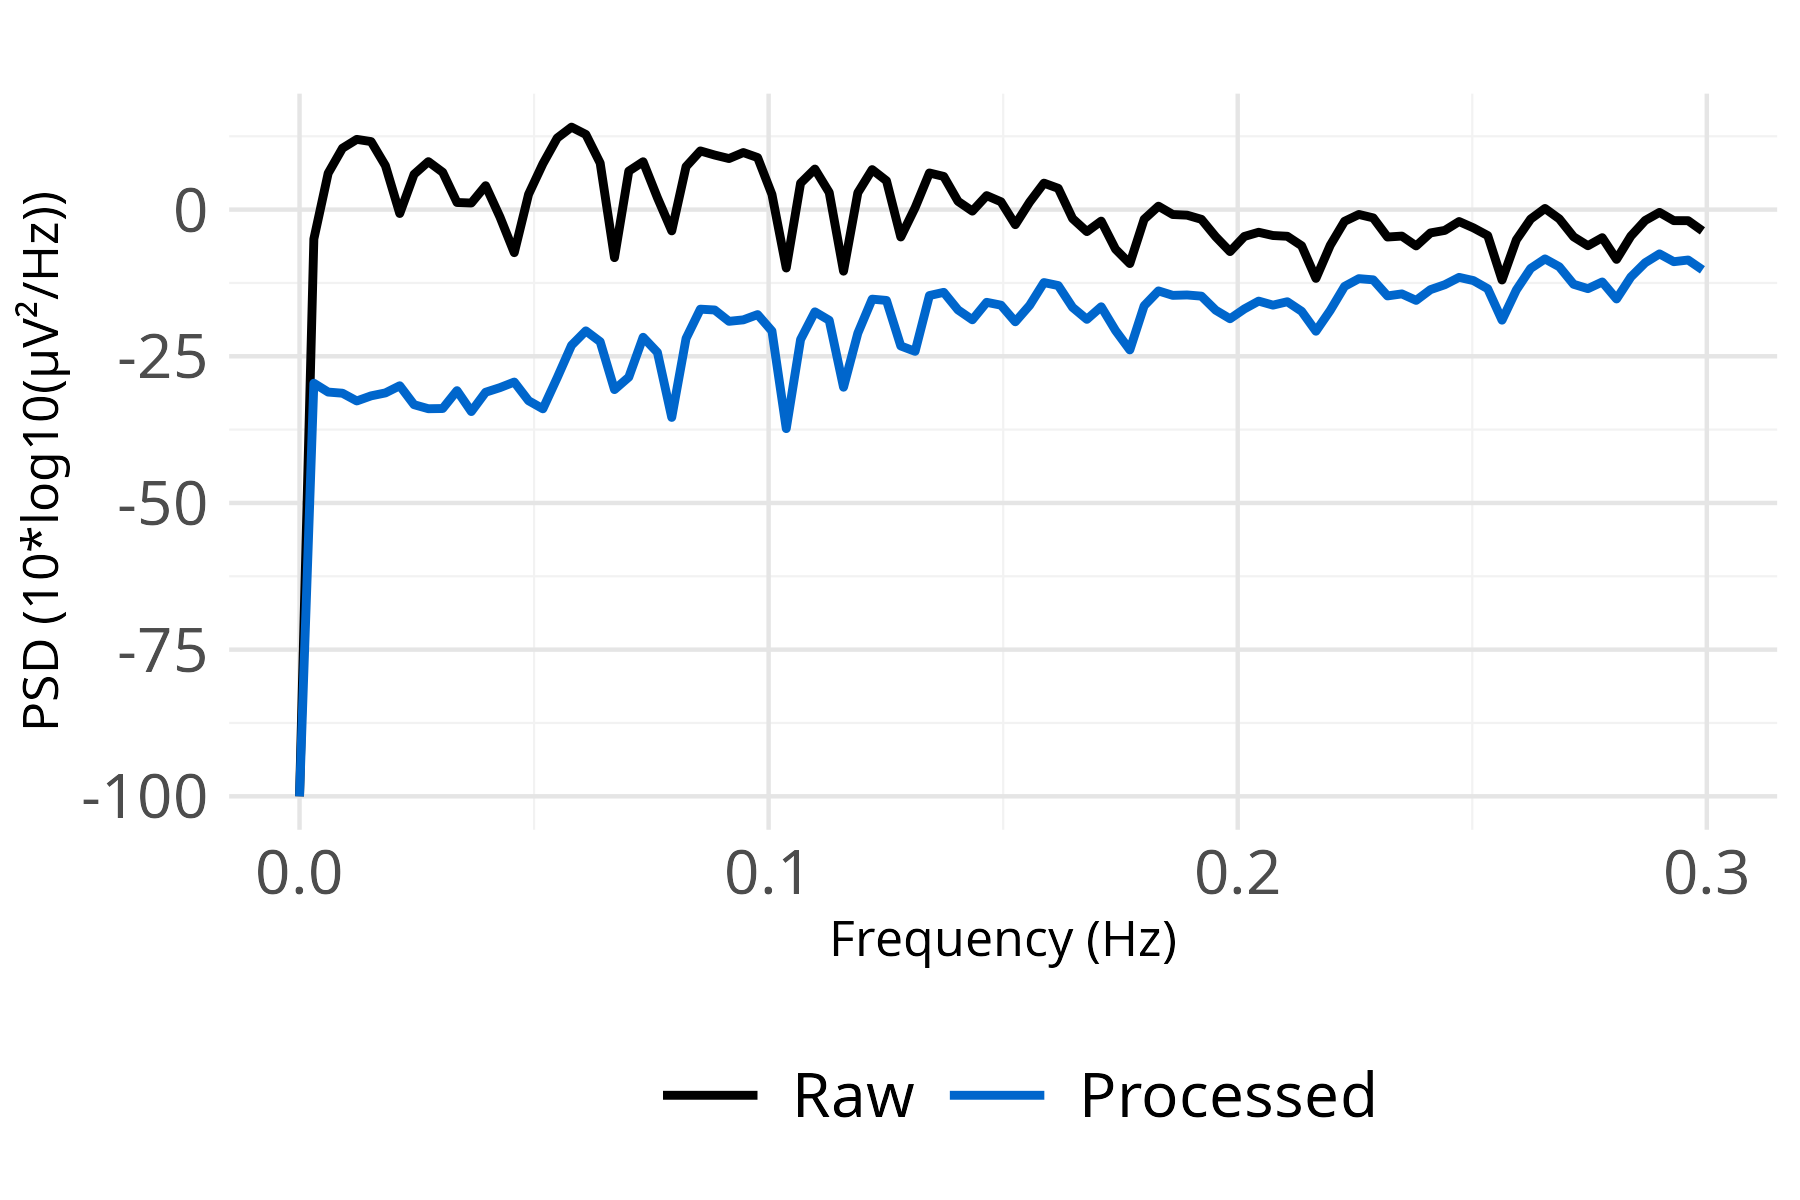 PSD (10*log10(µV²/Hz))
0
-25
-50
-75
-100
0.0 0.1 0.2 0.3
Frequency (Hz)
Raw Processed